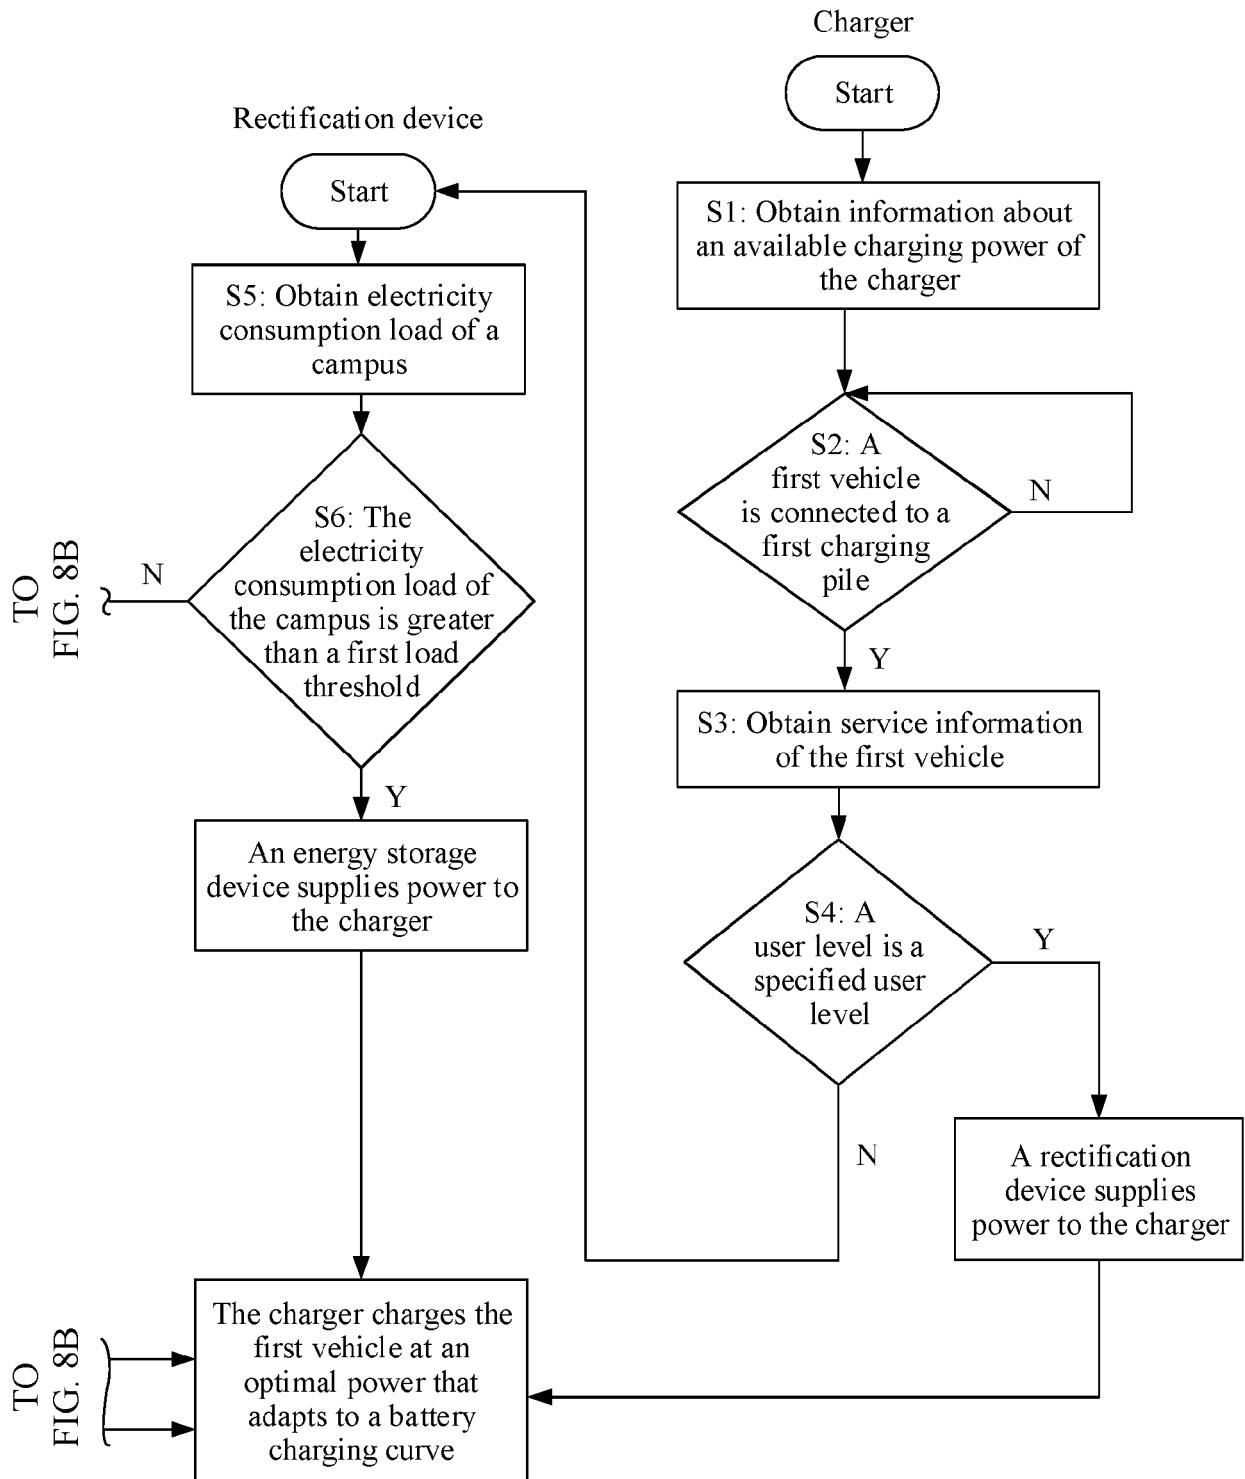 Charger
Start
Rectification device
Start
S1: Obtain information about
an available charging power of
the charger
S5: Obtain electricity
consumption load of a
campus
S2: A
first vehicle
is connected to a
first charging
pile
N
S6: The
electricity
consumption load of
the campus is greater
than a first load
threshold
N
TO
FIG. 8B
Y
S3: Obtain service information
of the first vehicle
Y
An energy storage
device supplies power to
the charger
S4: A
user level is a
specified user
level
Y
N
A rectification
device supplies
power to the charger
The charger charges the
first vehicle at an
optimal power that
adapts to a battery
charging curve
TO
FIG. 8B